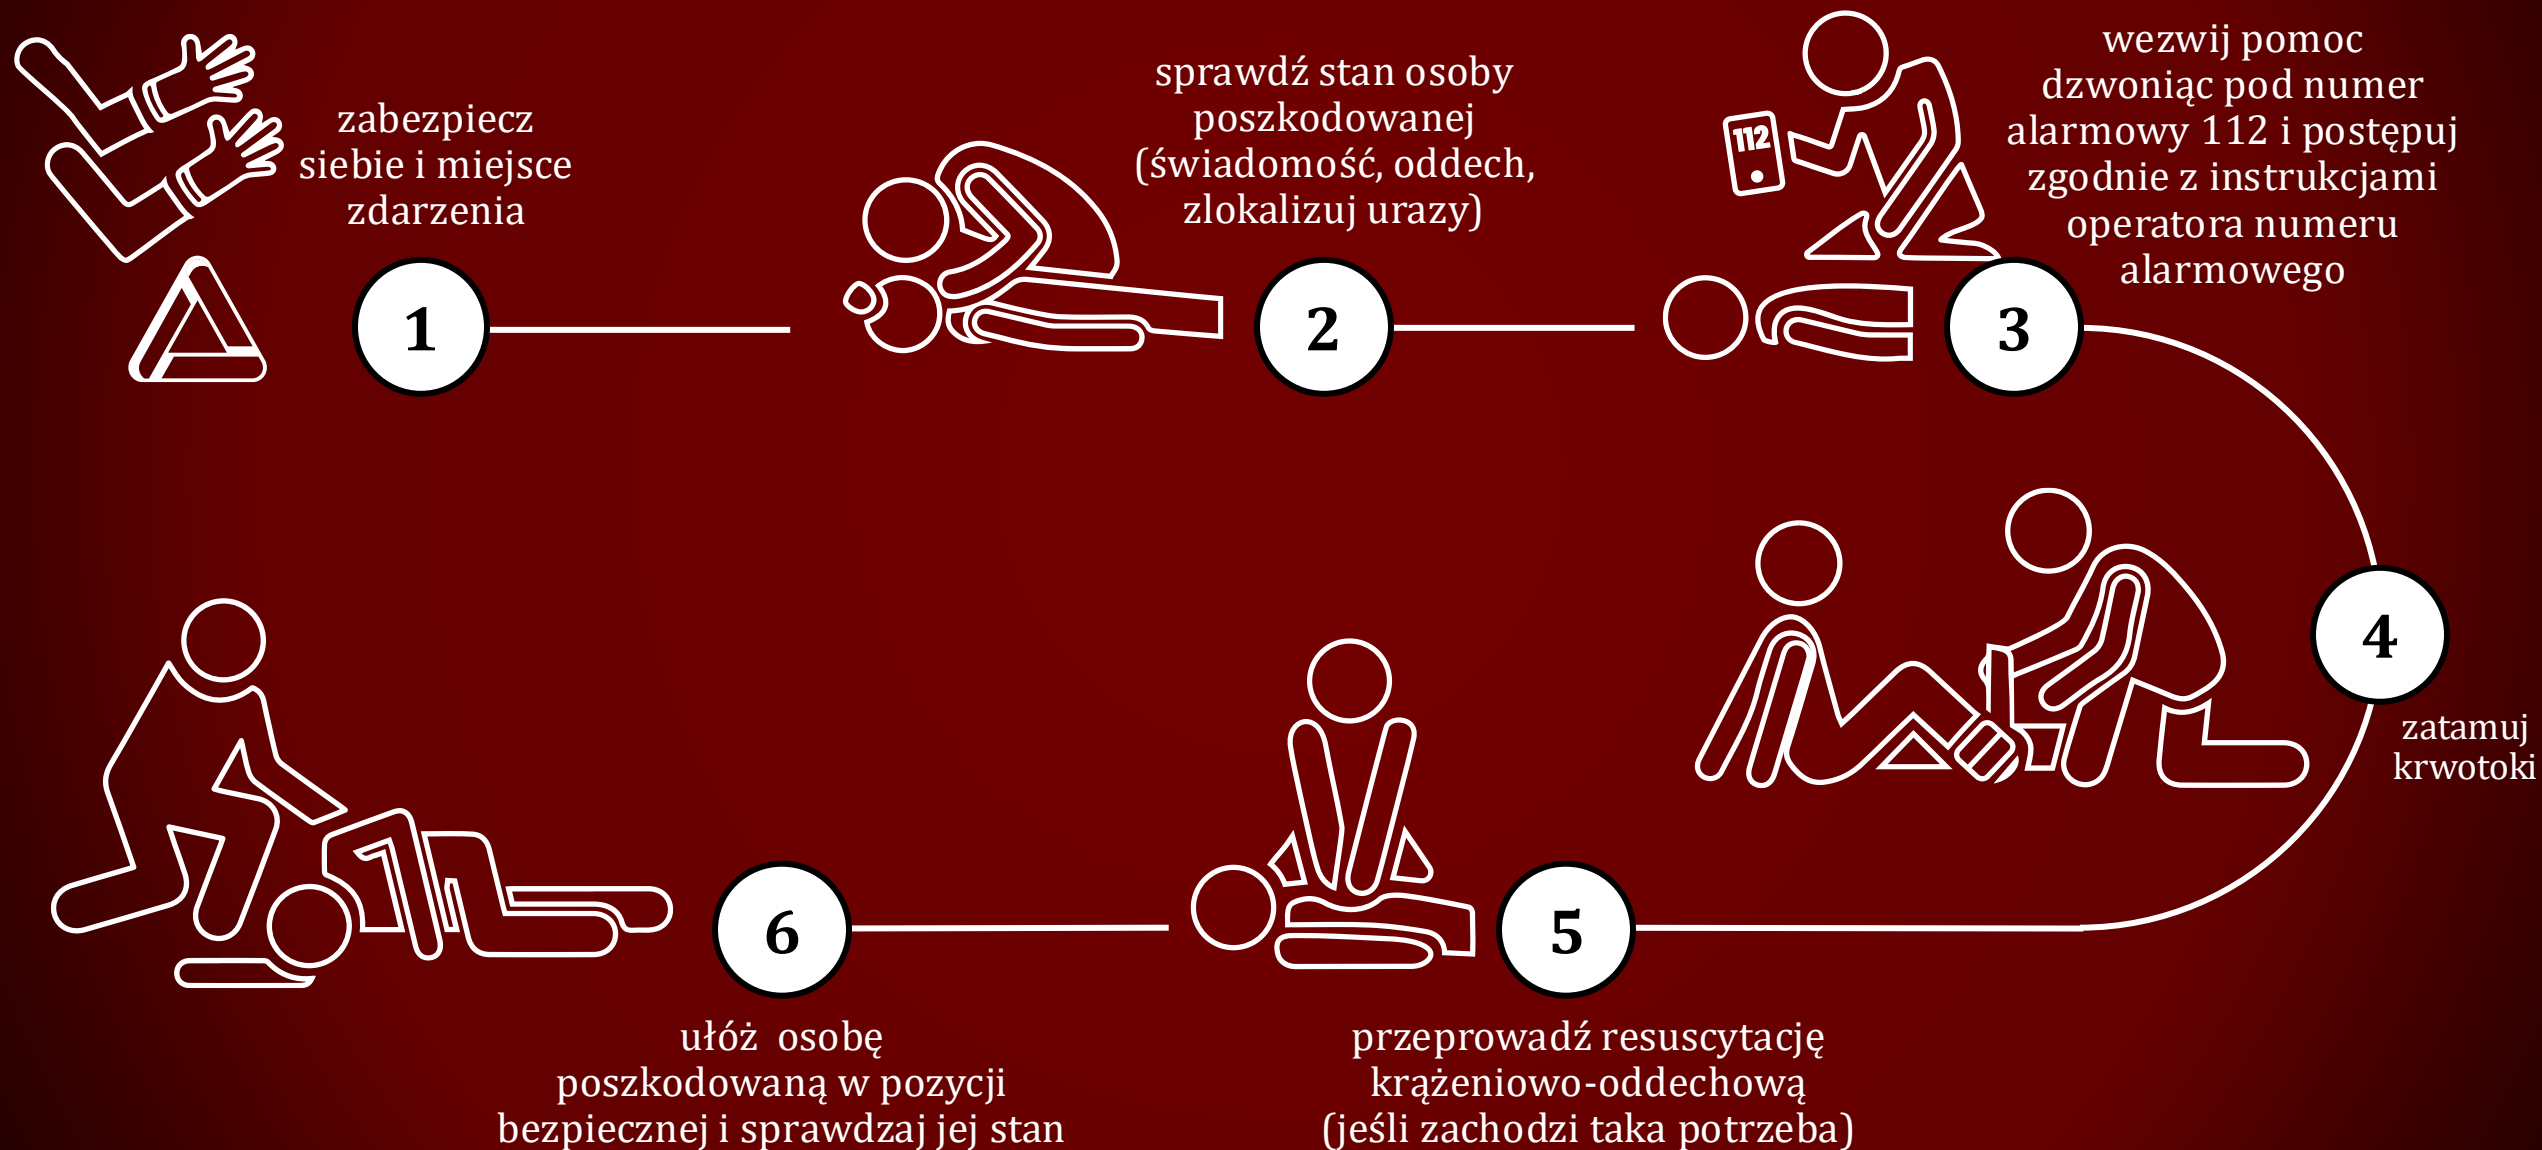 zabezpiecz
siebie i miejsce
zdarzenia
1
sprawdź stan osoby
poszkodowanej
(świadomość, oddech,
zlokalizuj urazy)
2
112
wezwij pomoc
dzwoniąc pod numer
alarmowy 112 i postępuj
zgodnie z instrukcjami
operatora numeru
alarmowego
3
4
zatamuj
krwotoki
5
przeprowadź resuscytację
krążeniowo-oddechową
(jeśli zachodzi taka potrzeba)
6
ułóż  osobę
poszkodowaną w pozycji
bezpiecznej i sprawdzaj jej stan